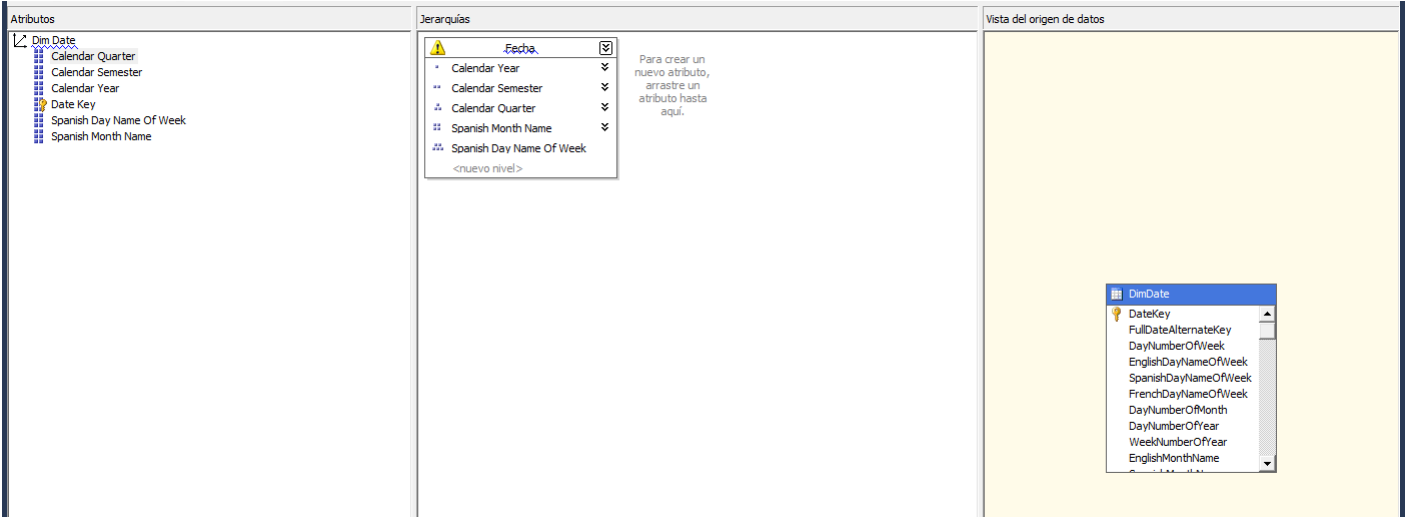 Atributos
Dim Date
Calendar Quarter
Calendar Semester
Calendar Year
Date Key
Spanish Day Name Of Week
Spanish Month Name
Jerarquías
Fecha
Calendar Year
Calendar Semester
Calendar Quarter
Spanish Month Name
Spanish Day Name Of Week
<nuevo nivel>
Para crear un
nuevo atributo,
arrastre un
atributo hasta
aquí.
Vista del origen de datos
DimDate
DateKey
FullDateAlternateKey
DayNumberOfWeek
EnglishDayNameOfWeek
SpanishDayNameOfWeek
FrenchDayNameOfWeek
DayNumberOfMonth
DayNumberOfYear
WeekNumberOfYear
EnglishMonthName